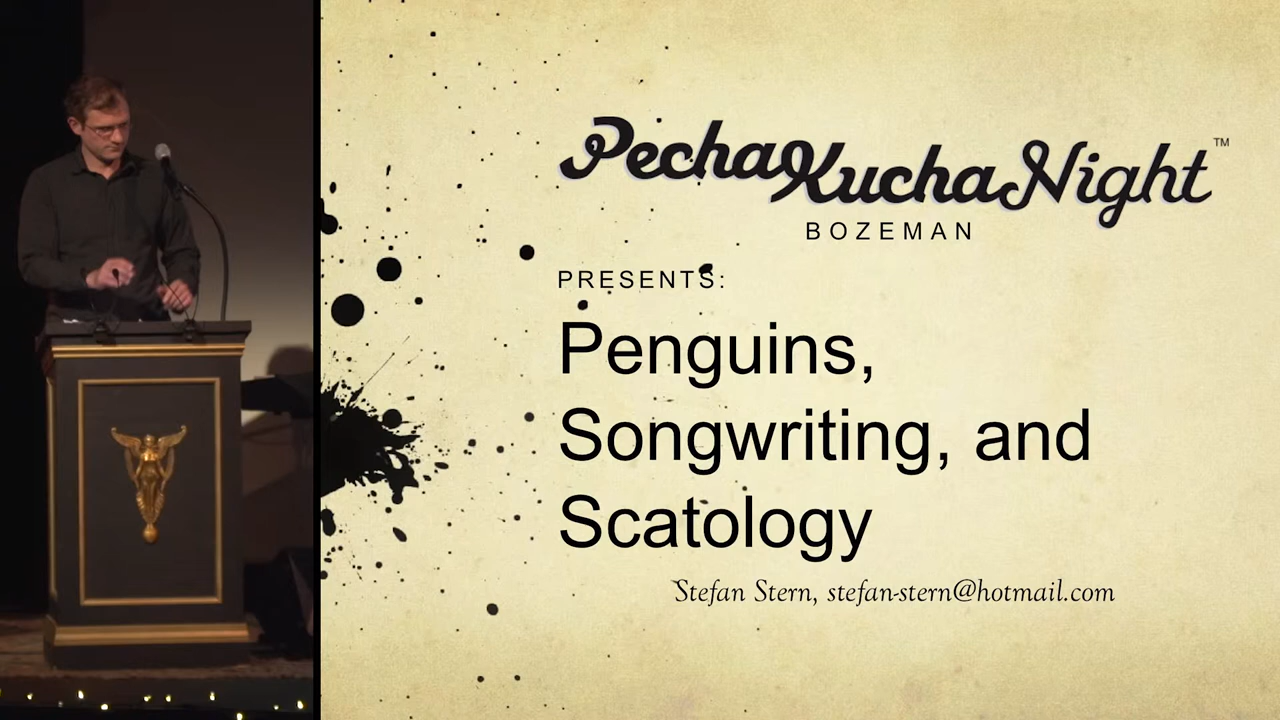 PechaKuchaNight™
BOZEMAN
PRESENTS:
Penguins,
Songwriting, and
Scatology
Stefan Stern, stefan-stern@hotmail.com